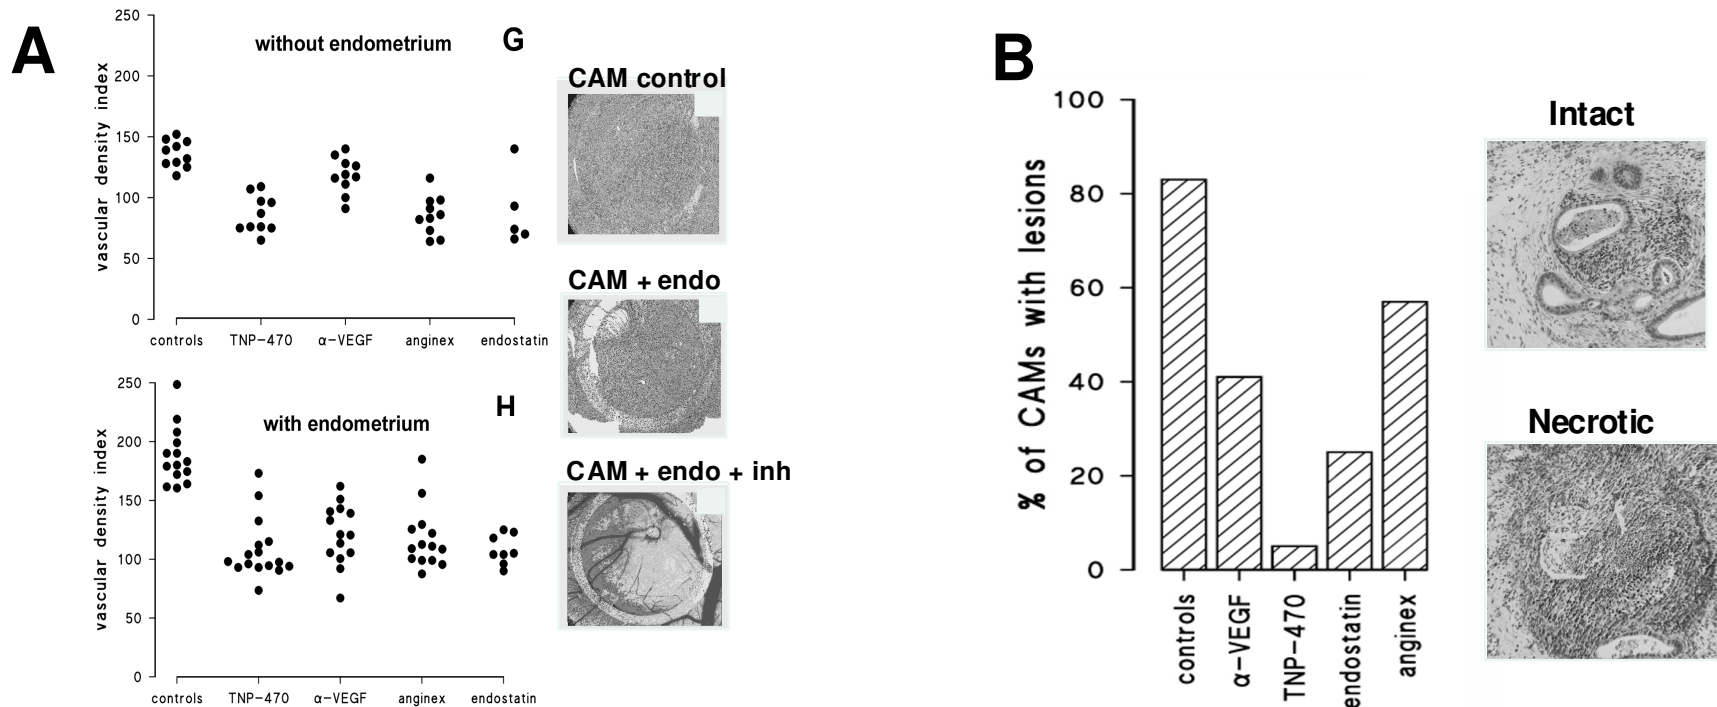 A
250
200
150
100
50
0
vascular density index
without endometrium
G
controls TNP-470 α-VEGF anginex endostatin
250
200
150
100
50
0
vascular density index
with endometrium
H
controls TNP-470 α-VEGF anginex endostatin
CAM control
CAM + endo
CAM + endo + inh
B
100
80
60
40
20
0
% of CAMs with lesions
controls
α-VEGF
TNP-470
endostatin
anginex
Intact
Necrotic